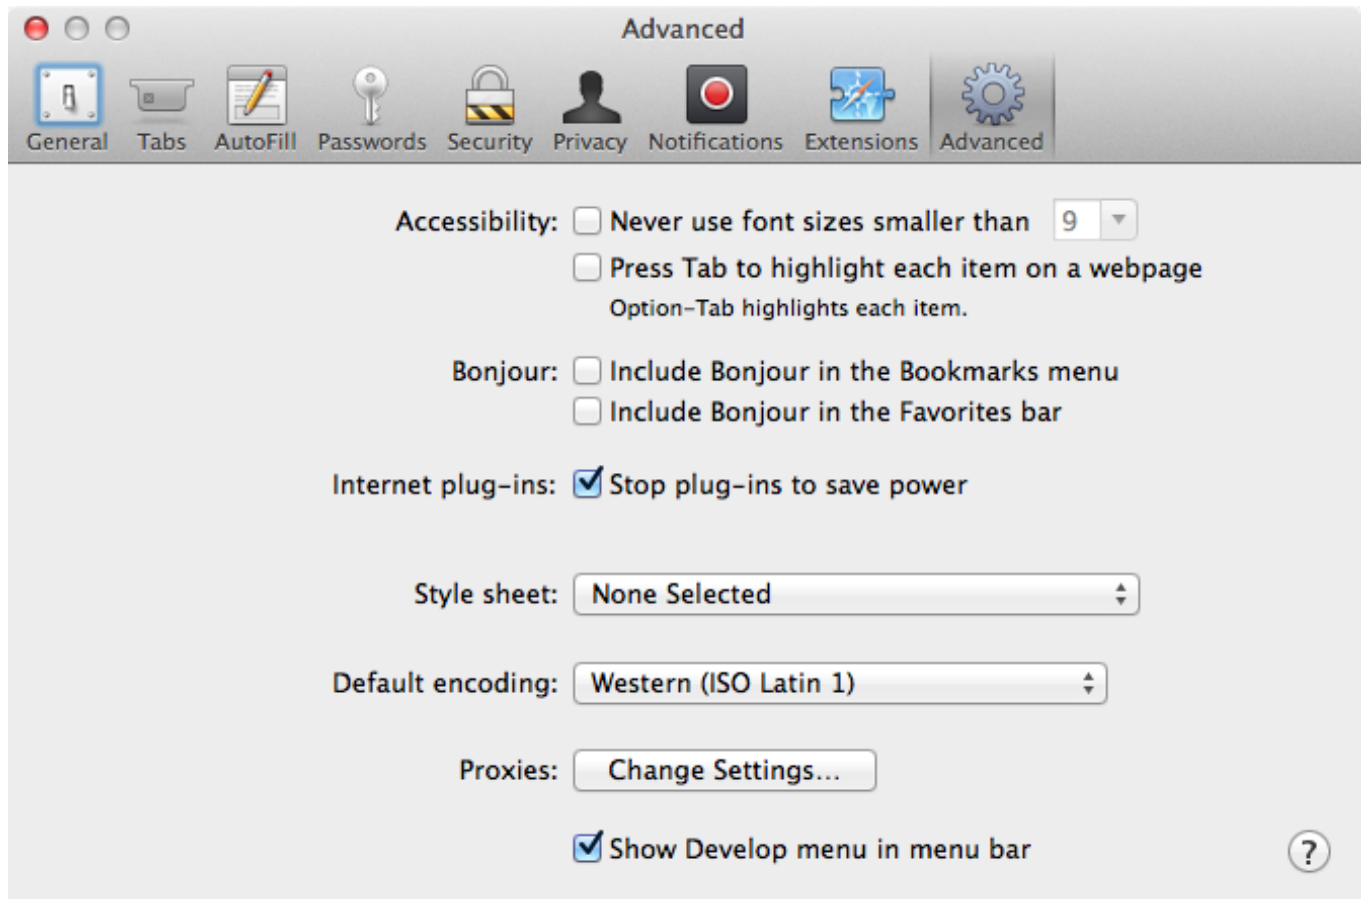 Advanced
General Tabs AutoFill Passwords Security Privacy Notifications Extensions Advanced
Accessibility: Never use font sizes smaller than 9
Press Tab to highlight each item on a webpage
Option-Tab highlights each item.
Bonjour: Include Bonjour in the Bookmarks menu
Include Bonjour in the Favorites bar
Internet plug-ins: Stop plug-ins to save power
Style sheet: None Selected
Default encoding: Western (ISO Latin 1)
Proxies: Change Settings...
Show Develop menu in menu bar
?